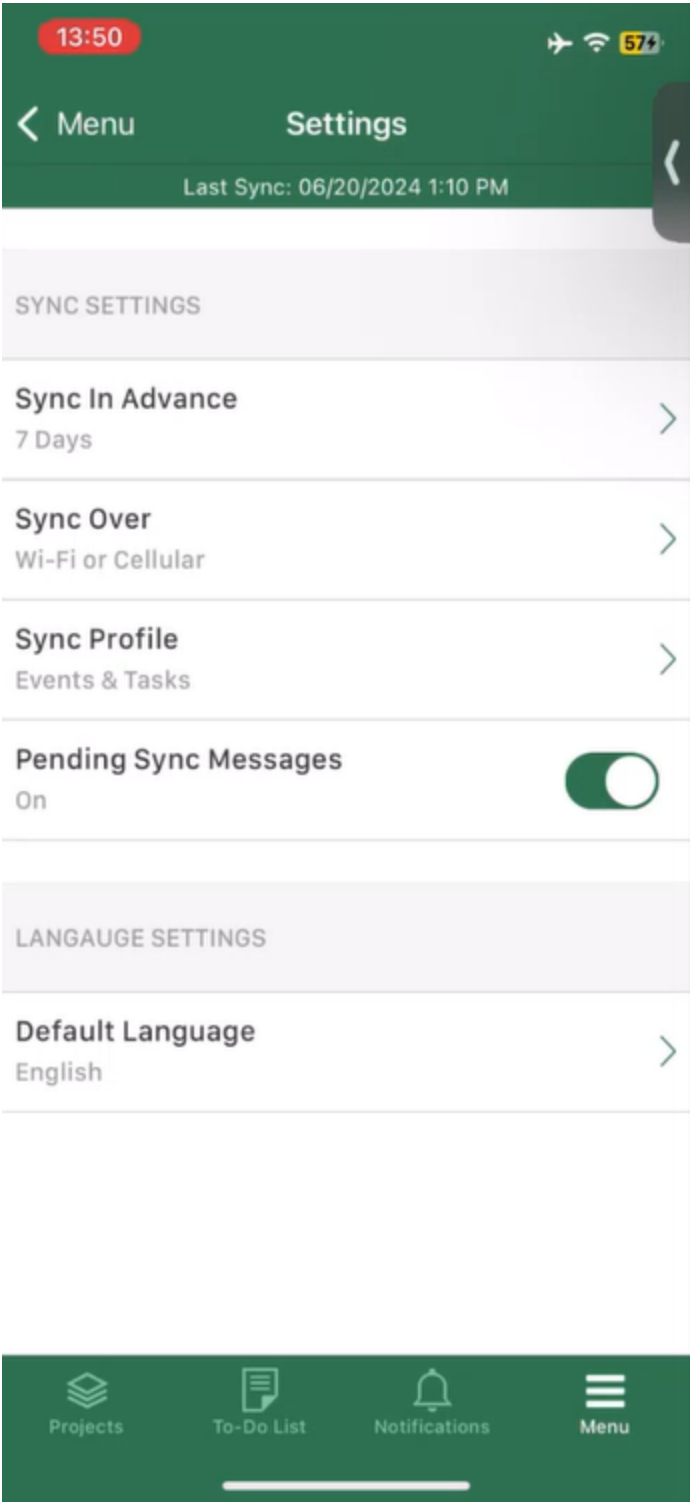 13:50
57
Menu
Settings
Last Sync: 06/20/2024 1:10 PM
SYNC SETTINGS
Sync In Advance
7 Days
Sync Over
Wi-Fi or Cellular
Sync Profile
Events & Tasks
Pending Sync Messages
On
LANGAUGE SETTINGS
Default Language
English
Projects
To-Do List
Notifications
Menu